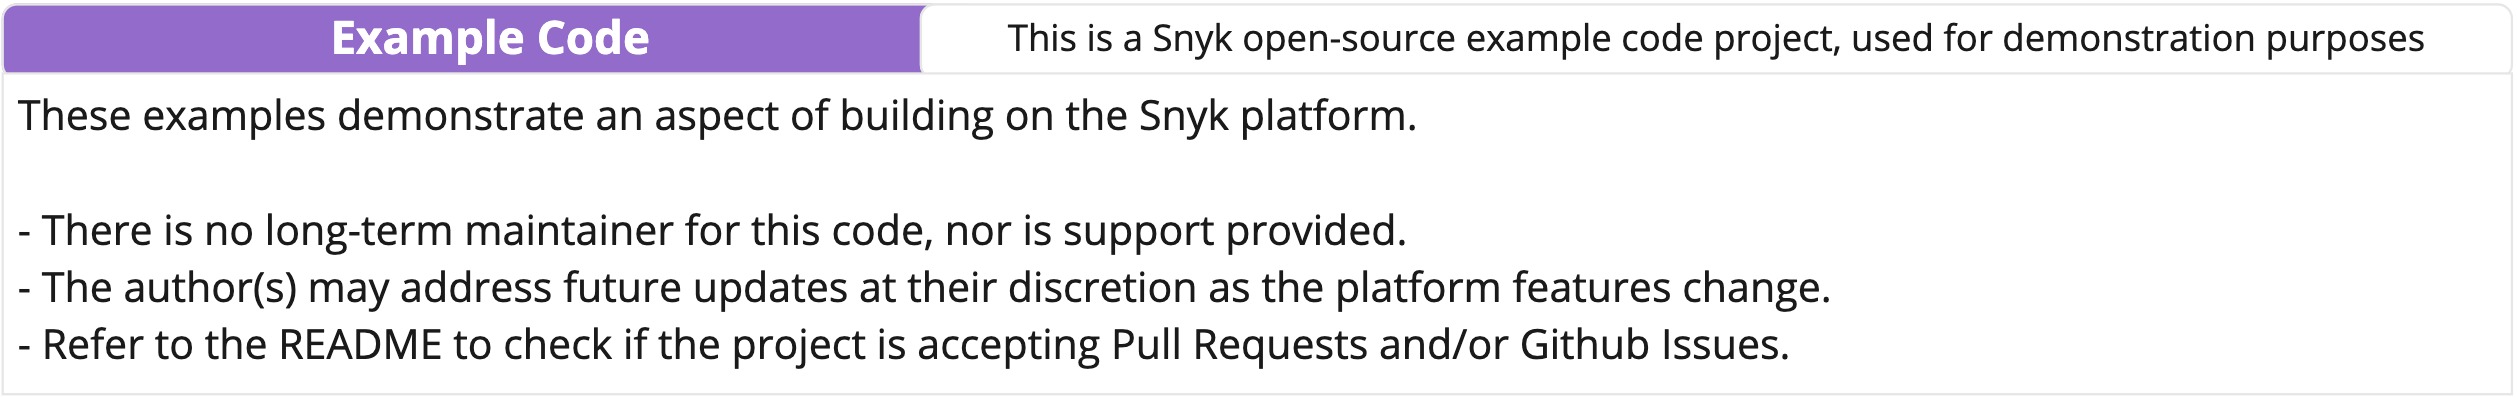 Example Code
This is a Snyk open-source example code project, used for demonstration purposes
These examples demonstrate an aspect of building on the Snyk platform.
- There is no long-term maintainer for this code, nor is support provided.
- The author(s) may address future updates at their discretion as the platform features change.
- Refer to the README to check if the project is accepting Pull Requests and/or Github Issues.